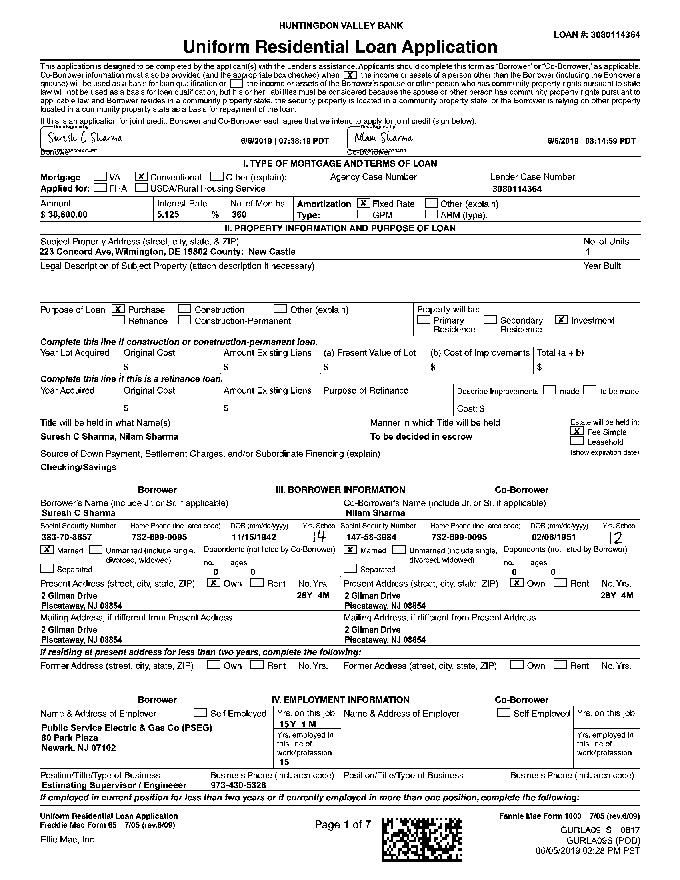 HUNTINGDON VALLEY BANK
LOAN #: 3080114364
Uniform Residential Loan Application
This application is designed to be completed by the applicant(s) with the Lender's assistance. Applicants should complete this form as "Borrower" or "Co-Borrower," as applicable.
Co-Borrower information must also be provided (and the appropriate box checked) when X the income or assets of a person other than the Borrower (including the Borrower's
spouse) will be used as a basis for loan qualification or the income or assets of the Borrower's spouse or other person who has community property rights pursuant to state
law will not be used as a basis for loan qualification, but his or her liabilities must be considered because the spouse or other person has community property rights pursuant to
applicable law and Borrower resides in a community property state, the security property is located in a community property state, or the Borrower is relying on other property
located in a community property state as a basis for repayment of the loan.
If this is an application for joint credit, Borrower and Co-Borrower each agree that we intend to apply for joint credit (sign below).
Suresh C Sharma 6/6/2019 | 07:38:19 PDT Nilam Sharma 6/6/2019 | 08:14:59 PDT
Borrower Co-Borrower
I. TYPE OF MORTGAGE AND TERMS OF LOAN
Mortgage VA X Conventional Other (explain): Agency Case Number Lender Case Number
Applied for: FHA USDA/Rural Housing Service 3080114364
Amount Interest Rate No. of Months Amortization X Fixed Rate Other (explain)
5.125 % 360 Type: GPM ARM (type):
II. PROPERTY INFORMATION AND PURPOSE OF LOAN
Subject Property Address (street, city, state, & ZIP) No. of Units
223 Concord Ave, Wilmington, DE 19802 County: New Castle 1
Legal Description of Subject Property (attach description if necessary) Year Built
Purpose of Loan X Purchase Construction Other (explain) Property will be:
Refinance Construction-Permanent Primary Residence Secondary Residence X Investment
Complete this line if construction or construction-permanent loan.
Year Lot Acquired Original Cost Amount Existing Liens (a) Present Value of Lot (b) Cost of Improvements Total (a + b)
$ $ $ $ $
Complete this line if this is a refinance loan.
Year Acquired Original Cost Amount Existing Liens Purpose of Refinance Describe Improvements made to be made
$ $ Cost: $
Title will be held in what Name(s) Manner in which Title will be held Estate will be held in:
Suresh C Sharma, Nilam Sharma To be decided in escrow X Fee Simple
Leasehold
Source of Down Payment, Settlement Charges, and/or Subordinate Financing (explain) (show expiration date)
Checking/Savings
Borrower III. BORROWER INFORMATION Co-Borrower
Borrower's Name (include Jr. or Sr. if applicable) Co-Borrower's Name (include Jr. or Sr. if applicable)
Suresh C Sharma Nilam Sharma
Social Security Number Home Phone (incl. area code) DOB (mm/dd/yyyy) Yrs. School Social Security Number Home Phone (incl. area code) DOB (mm/dd/yyyy) Yrs. School
732-699-0095 11/15/1942 14 732-699-0095 02/06/1951 12
X Married Unmarried (include single, divorced, widowed) Dependents (not listed by Co-Borrower) X Married Unmarried (include single, divorced, widowed) Dependents (not listed by Borrower)
Separated no. 0 ages 0 Separated no. 0 ages 0
Present Address (street, city, state, ZIP) X Own Rent No. Yrs. Present Address (street, city, state, ZIP) X Own Rent No. Yrs.
2 Gilman Drive 28Y 4M 2 Gilman Drive 28Y 4M
Piscataway, NJ 08854 Piscataway, NJ 08854
Mailing Address, if different from Present Address Mailing Address, if different from Present Address
2 Gilman Drive 2 Gilman Drive
Piscataway, NJ 08854 Piscataway, NJ 08854
If residing at present address for less than two years, complete the following:
Former Address (street, city, state, ZIP) Own Rent No. Yrs. Former Address (street, city, state, ZIP) Own Rent No. Yrs.
Borrower IV. EMPLOYMENT INFORMATION Co-Borrower
Name & Address of Employer Self Employed Yrs. on this job Name & Address of Employer Self Employed Yrs. on this job
15Y 1M
Public Service Electric & Gas Co (PSEG) Yrs. employed in this line of work/profession Yrs. employed in this line of work/profession
80 Park Plaza
Newark, NJ 07102
15
Position/Title/Type of Business Business Phone (incl. area code) Position/Title/Type of Business Business Phone (incl. area code)
Estimating Supervisor / Engineeer 973-430-5328
If employed in current position for less than two years or if currently employed in more than one position, complete the following:
Uniform Residential Loan Application Fannie Mae Form 1003 7/05 (rev.6/09)
Freddie Mac Form 65 7/05 (rev.6/09) Page 1 of 7 GURLA09_S 0817
Ellie Mae, Inc. GURLA09S (POD)
06/05/2019 02:28 PM PST